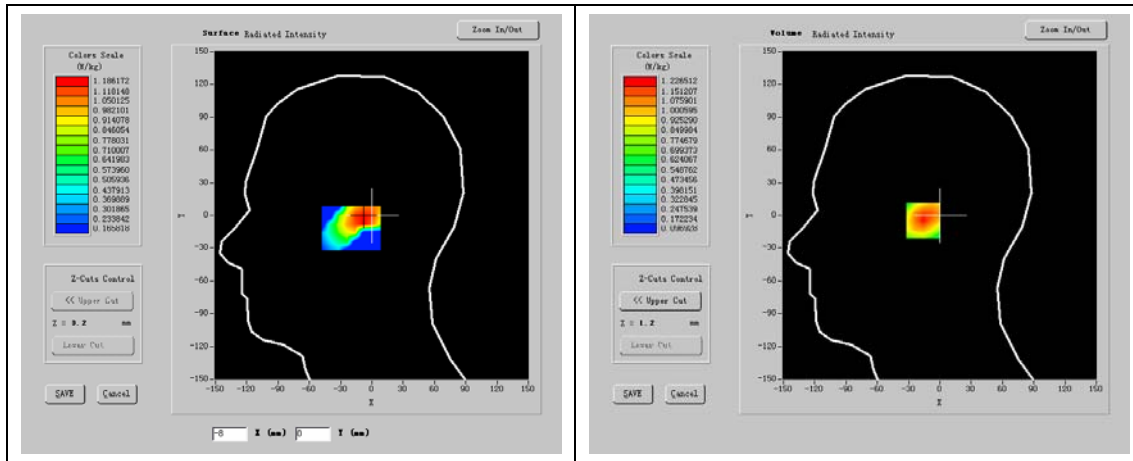 Surface Radiated Intensity
Zoom In/Out
Colors Scale
(W/kg)
1.186172
1.118148
1.050125
0.982101
0.914078
0.846054
0.778031
0.710007
0.641983
0.573960
0.505936
0.437913
0.369889
0.301865
0.233842
0.165818
150
90
60
30
0
-30
-60
-90
-120
-150
-150 -120 -90 -60 -30 0 30 60 90 120 150
X
Y
Z-Cuts Control
<< Upper Cut
mm
Lower Cut
SAVE
Cancel
-8 X (mm) 0 Y (mm)
Volume Radiated Intensity
Zoom In/Out
Colors Scale
(W/kg)
1.226512
1.151207
1.075901
1.000595
0.925290
0.849984
0.774679
0.699373
0.624067
0.548762
0.473456
0.398151
0.322845
0.247539
0.172234
0.096928
150
90
60
30
0
-30
-60
-90
-120
-150
-150 -120 -90 -60 -30 0 30 60 90 120 150
X
Y
Z-Cuts Control
<< Upper Cut
mm
Lower Cut
SAVE
Cancel